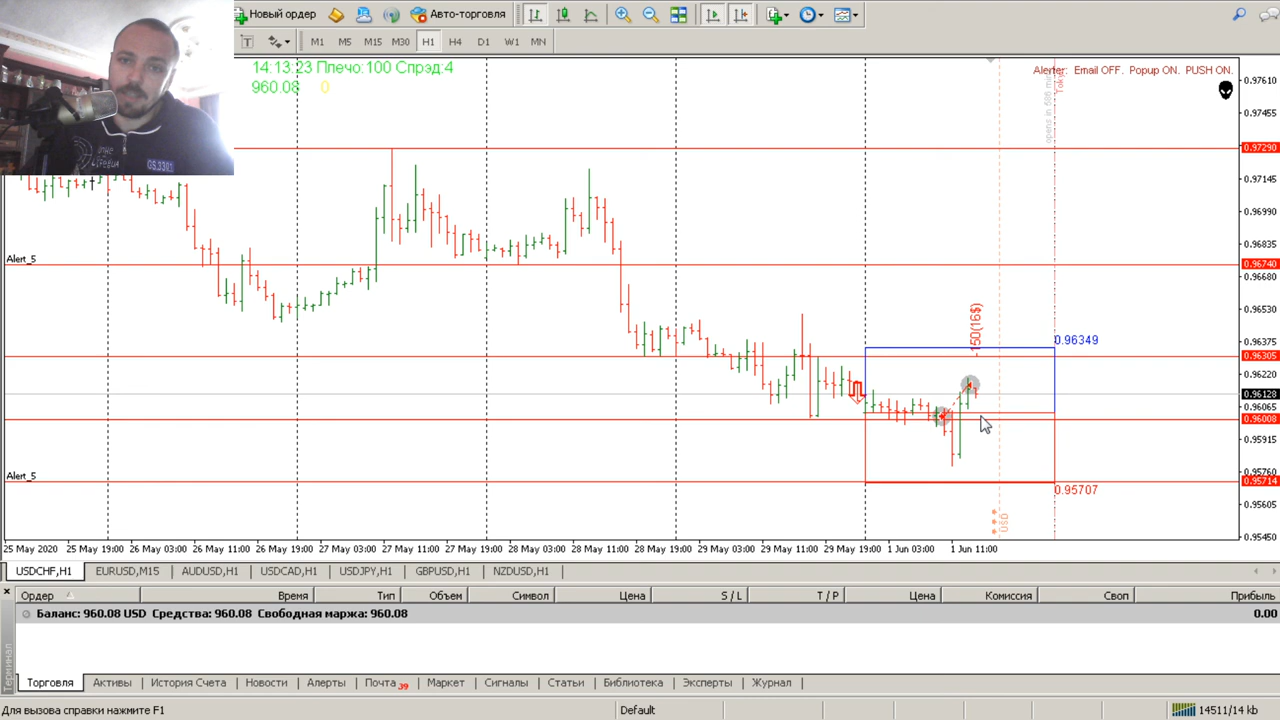 Новый ордер
Авто-торговля
T
M1 M5 M15 M30 H1 H4 D1 W1 MN
14:13:23 Плечо:100 Спрэд:4
960.08 0
Alerter: Email OFF. Popup ON. PUSH ON.
Tokyo
0.97610
0.97455
0.97290
0.97145
0.96990
0.96835
Alert_5
0.96740
0.96680
0.96530
150(16$)
0.96349
0.96375
0.96305
0.96220
0.96128
0.96065
0.96008
0.95915
0.95760
Alert_5
0.95714
0.95707
0.95605
USD
0.95450
25 May 2020 25 May 19:00 26 May 03:00 26 May 19:00 27 May 03:00 27 May 11:00 27 May 19:00 28 May 03:00 28 May 11:00 28 May 19:00 29 May 03:00 29 May 11:00 29 May 19:00 1 Jun 03:00 1 Jun 11:00
USDCHF,H1 EURUSD,M15 AUDUSD,H1 USDCAD,H1 USDJPY,H1 GBPUSD,H1 NZDUSD,H1
Ордер Время Тип Объем Символ Цена S / L T / P Цена Комиссия Своп Прибыль
Баланс: 960.08 USD Средства: 960.08 Свободная маржа: 960.08 0.00
Терминал
Торговля Активы История Счета Новости Алерты Почта 39 Маркет Сигналы Статьи Библиотека Эксперты Журнал
Для вызова справки нажмите F1 Default 14511/14 kb